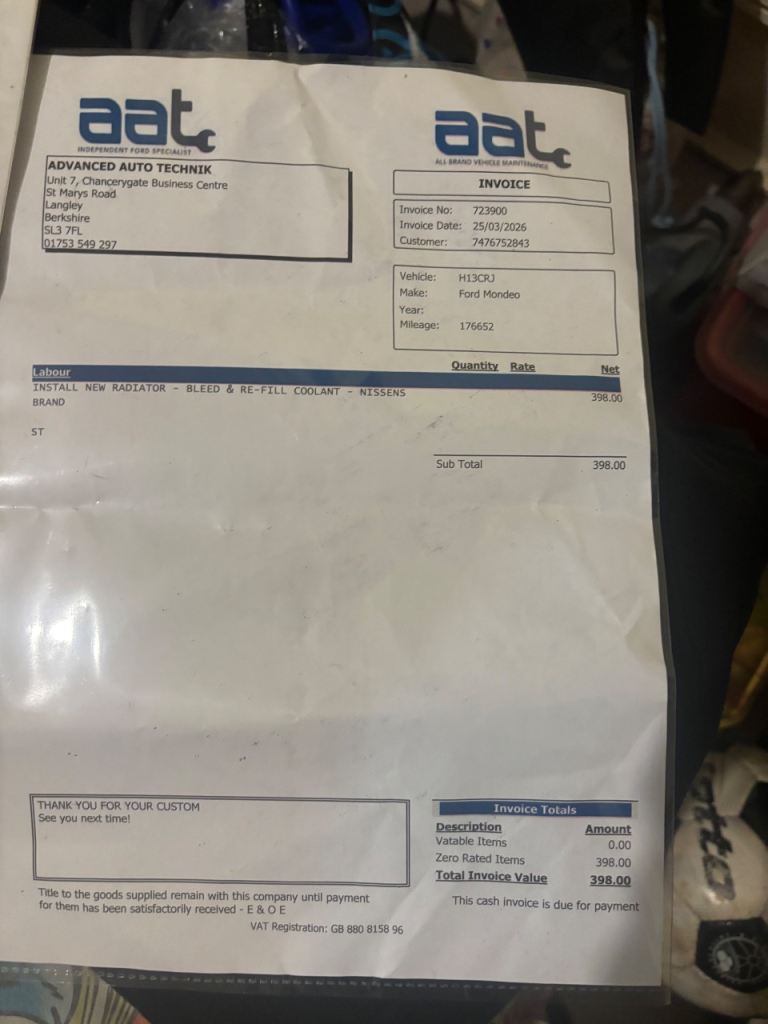 aat
INDEPENDENT FORD SPECIALIST
ADVANCED AUTO TECHNIK
Unit 7, Chancerygate Business Centre
St Marys Road
Langley
Berkshire
SL3 7FL
01753 549 297
aat
ALL BRAND VEHICLE MAINTENANCE
INVOICE
Invoice No: 723900
Invoice Date: 25/03/2026
Customer: 7476752843
Vehicle: H13CRJ
Make: Ford Mondeo
Year:
Mileage: 176652
Labour Quantity Rate Net
INSTALL NEW RADIATOR - BLEED & RE-FILL COOLANT - NISSENS 398.00
BRAND
ST
Sub Total 398.00
THANK YOU FOR YOUR CUSTOM
See you next time!
Invoice Totals
Description Amount
Vatable Items 0.00
Zero Rated Items 398.00
Total Invoice Value 398.00
Title to the goods supplied remain with this company until payment
for them has been satisfactorily received - E & O E
This cash invoice is due for payment
VAT Registration: GB 880 8158 96